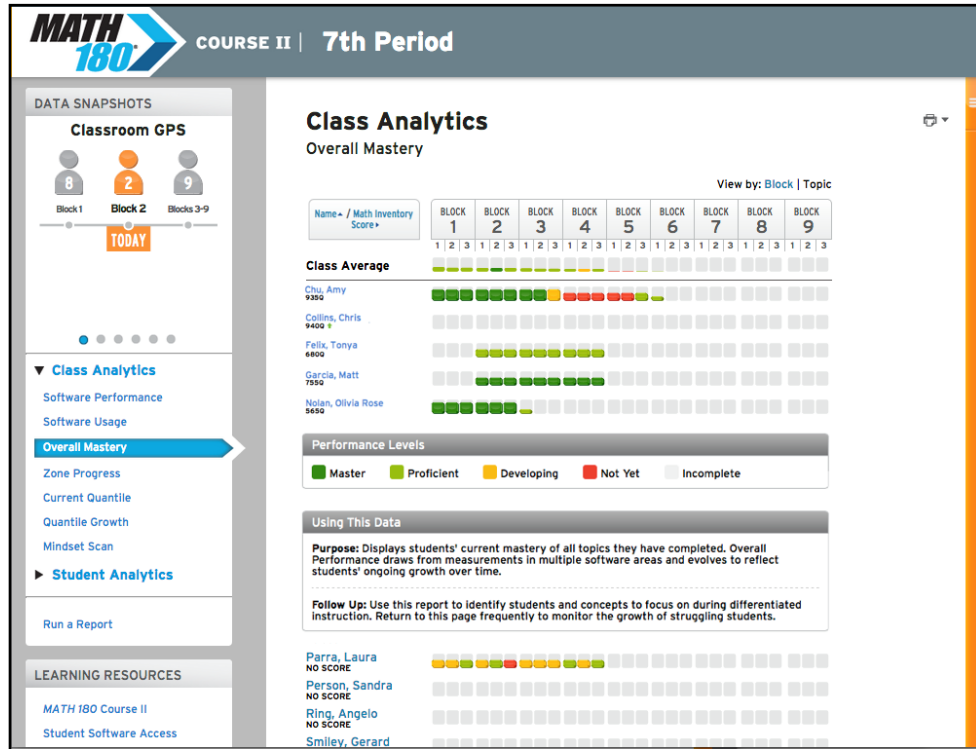 MATH 180
COURSE II | 7th Period
DATA SNAPSHOTS
Classroom GPS
8 2 9
Block 1 Block 2 Blocks 3-9
TODAY
▼ Class Analytics
Software Performance
Software Usage
Overall Mastery
Zone Progress
Current Quantile
Quantile Growth
Mindset Scan
▶ Student Analytics
Run a Report
LEARNING RESOURCES
MATH 180 Course II
Student Software Access
Class Analytics
Overall Mastery
View by: Block | Topic
Name / Math Inventory
Score
BLOCK BLOCK BLOCK BLOCK BLOCK BLOCK BLOCK BLOCK BLOCK
1 2 3 4 5 6 7 8 9
1 2 3 1 2 3 1 2 3 1 2 3 1 2 3 1 2 3 1 2 3 1 2 3 1 2 3
Class Average
Chu, Amy
935Q
Collins, Chris
940Q
Felix, Tonya
680Q
Garcia, Matt
755Q
Nolan, Olivia Rose
565Q
Performance Levels
Master Proficient Developing Not Yet Incomplete
Using This Data
Purpose: Displays students' current mastery of all topics they have completed. Overall
Performance draws from measurements in multiple software areas and evolves to reflect
students' ongoing growth over time.
Follow Up: Use this report to identify students and concepts to focus on during differentiated
instruction. Return to this page frequently to monitor the growth of struggling students.
Parra, Laura
NO SCORE
Person, Sandra
NO SCORE
Ring, Angelo
NO SCORE
Smiley, Gerard